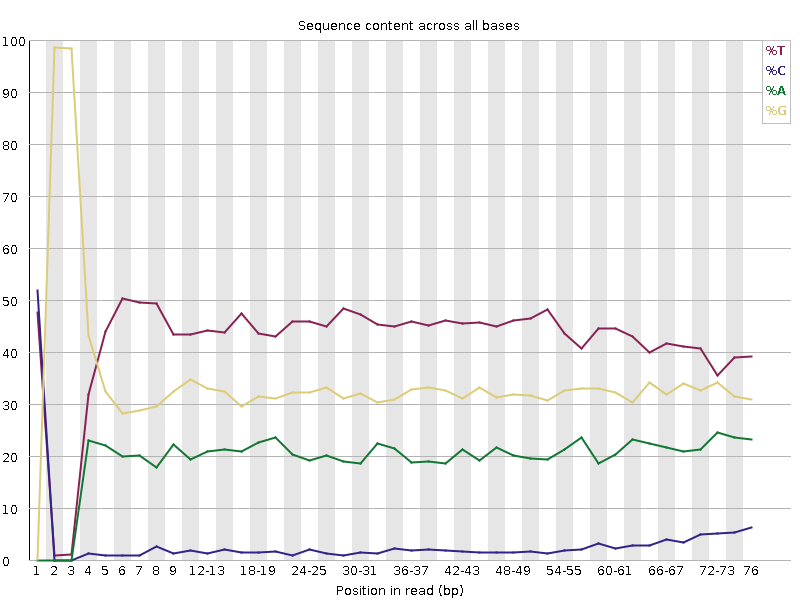 Sequence content across all bases
100
90
80
70
60
50
40
30
20
10
0
%T
%C
%A
%G
1 2 3 4 5 6 7 8 9 12-13 18-19 24-25 30-31 36-37 42-43 48-49 54-55 60-61 66-67 72-73 76
Position in read (bp)